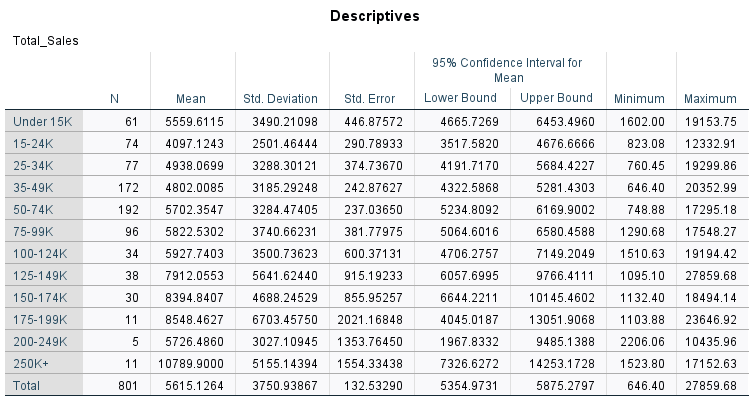 Descriptives
Total_Sales
95% Confidence Interval for
Mean
N Mean Std. Deviation Std. Error Lower Bound Upper Bound Minimum Maximum
Under 15K 61 5559.6115 3490.21098 446.87572 4665.7269 6453.4960 1602.00 19153.75
15-24K 74 4097.1243 2501.46444 290.78933 3517.5820 4676.6666 823.08 12332.91
25-34K 77 4938.0699 3288.30121 374.73670 4191.7170 5684.4227 760.45 19299.86
35-49K 172 4802.0085 3185.29248 242.87627 4322.5868 5281.4303 646.40 20352.99
50-74K 192 5702.3547 3284.47405 237.03650 5234.8092 6169.9002 748.88 17295.18
75-99K 96 5822.5302 3740.66231 381.77975 5064.6016 6580.4588 1290.68 17548.27
100-124K 34 5927.7403 3500.73623 600.37131 4706.2757 7149.2049 1510.63 19194.42
125-149K 38 7912.0553 5641.62440 915.19233 6057.6995 9766.4111 1095.10 27859.68
150-174K 30 8394.8407 4688.24529 855.95257 6644.2211 10145.4602 1132.40 18494.14
175-199K 11 8548.4627 6703.45750 2021.16848 4045.0187 13051.9068 1103.88 23646.92
200-249K 5 5726.4860 3027.10945 1353.76450 1967.8332 9485.1388 2206.06 10435.96
250K+ 11 10789.9000 5155.14394 1554.33438 7326.6272 14253.1728 1523.80 17152.63
Total 801 5615.1264 3750.93867 132.53290 5354.9731 5875.2797 646.40 27859.68